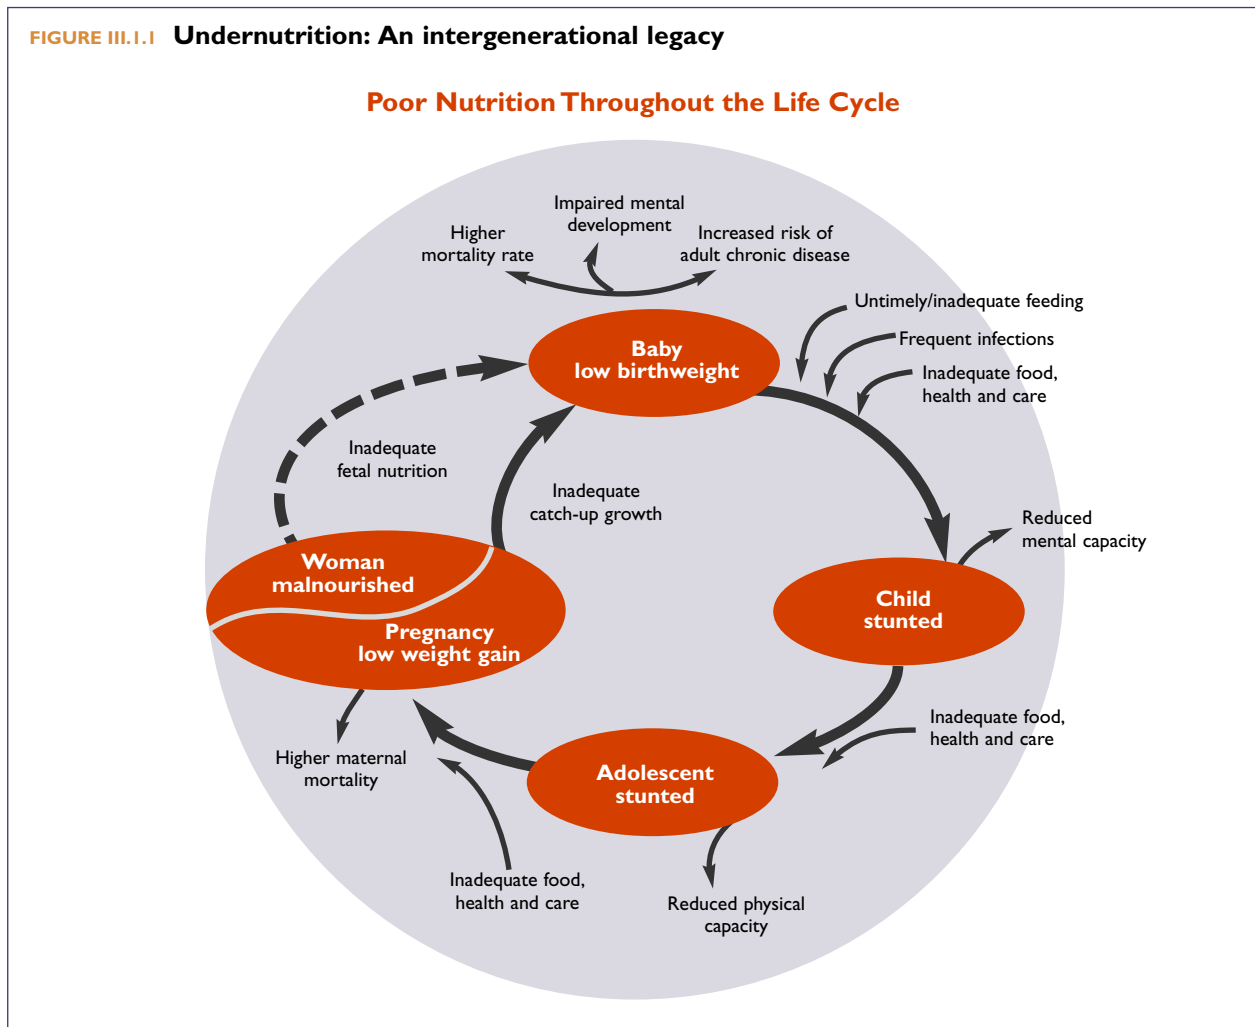 FIGURE III.1.1 Undernutrition: An intergenerational legacy
Poor Nutrition Throughout the Life Cycle
Impaired mental
development
Higher
mortality rate
Increased risk of
adult chronic disease
Untimely/inadequate feeding
Frequent infections
Inadequate food,
health and care
Baby
low birthweight
Inadequate
fetal nutrition
Inadequate
catch-up growth
Reduced
mental capacity
Woman
malnourished
Pregnancy
low weight gain
Child
stunted
Inadequate food,
health and care
Higher maternal
mortality
Adolescent
stunted
Inadequate food,
health and care
Reduced physical
capacity